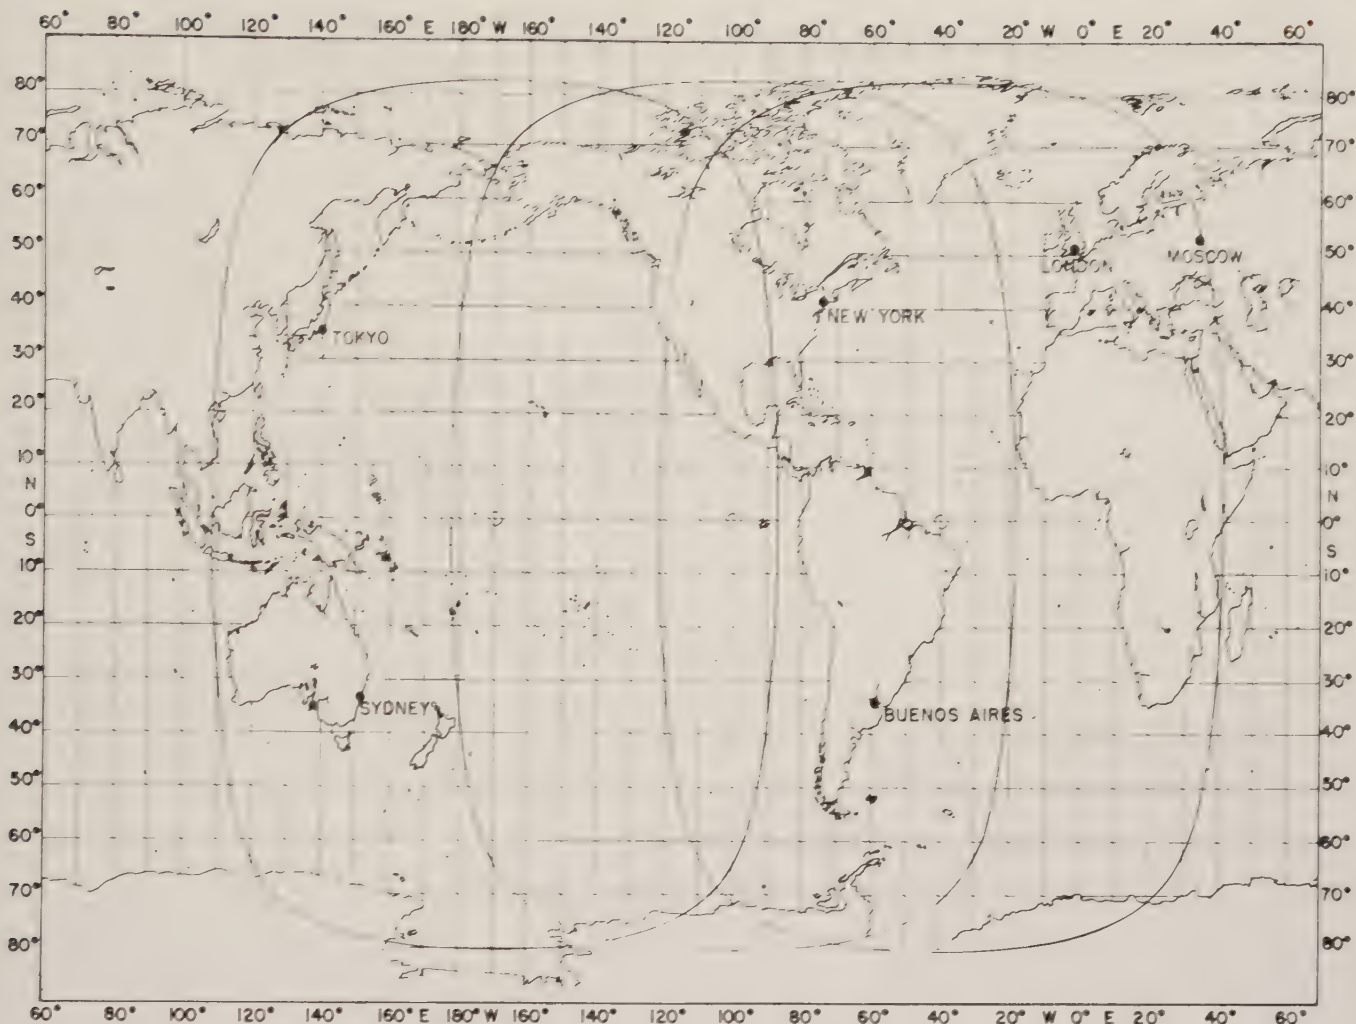 60° 80° 100° 120° 140° 160° E 180° W 160° 140° 120° 100° 80° 60° 40° 20° W 0° E 20° 40° 60°
80° 80°
70° 70°
60° 60°
50° LONDON MOSCOW 50°
40° NEW YORK 40°
TOKYO
30° 30°
20° 20°
10° 10°
N N
0° 0°
S S
10° 10°
20° 20°
30° 30°
SYDNEY BUENOS AIRES
40° 40°
50° 50°
60° 60°
70° 70°
80° 80°
60° 80° 100° 120° 140° 160° E 180° W 160° 140° 120° 100° 80° 60° 40° 20° W 0° E 20° 40° 60°